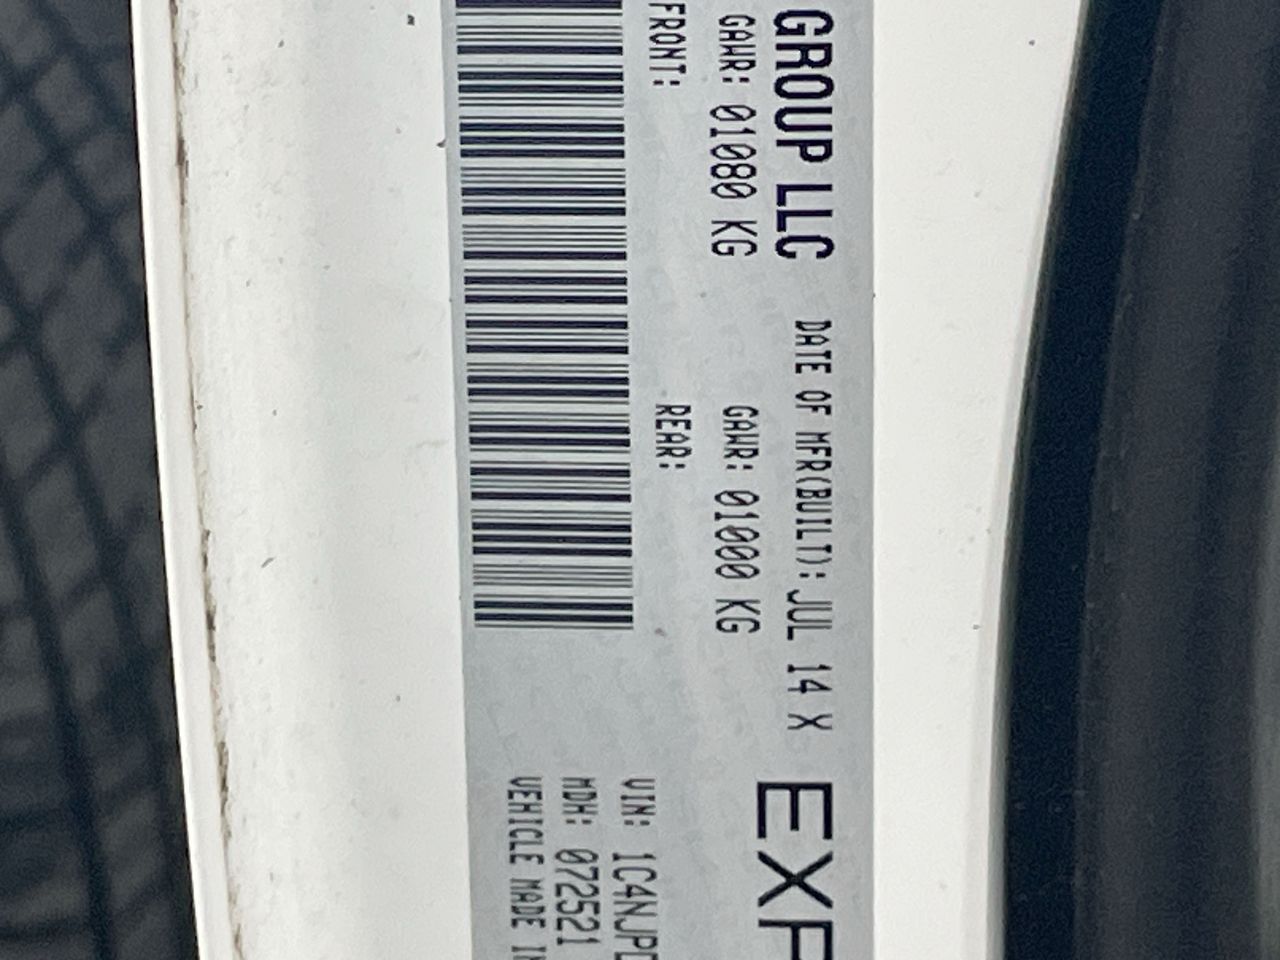 GROUP LLC DATE OF MFR(BUILT): JUL 14 X EXP
GAWR: 01080 KG GAWR: 01000 KG
FRONT: REAR:
VIN: 1C4NJPD
MDH: 072521
VEHICLE MADE IN